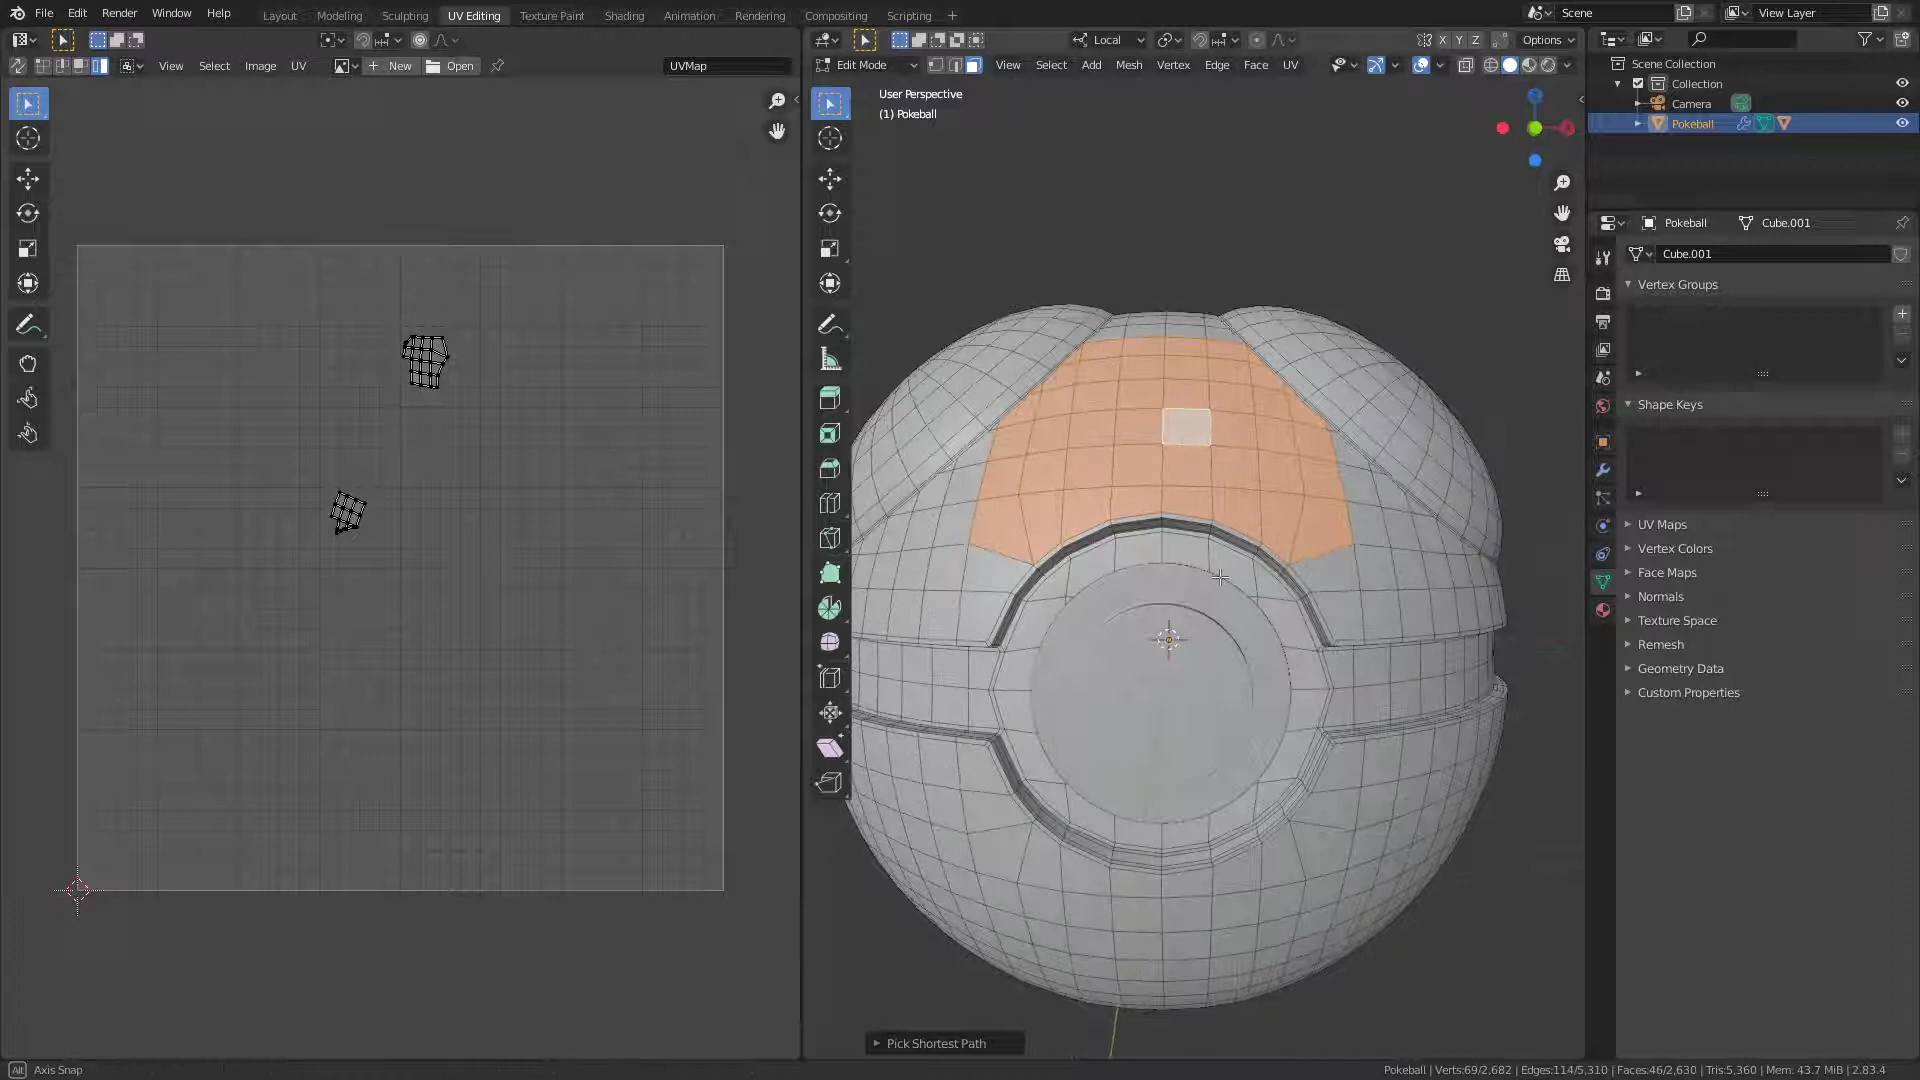 File Edit Render Window Help
Layout Modeling Sculpting UV Editing Texture Paint Shading Animation Rendering Compositing Scripting +
Scene View Layer
Local X Y Z Options
View Select Image UV + New Open UVMap
Edit Mode View Select Add Mesh Vertex Edge Face UV
User Perspective
(1) Pokeball
Scene Collection
Collection
Camera
Pokeball
Pokeball Cube.001
Cube.001
Vertex Groups
Shape Keys
UV Maps
Vertex Colors
Face Maps
Normals
Texture Space
Remesh
Geometry Data
Custom Properties
Pick Shortest Path
Alt Axis Snap
Pokeball | Verts:69/2,682 | Edges:114/5,310 | Faces:46/2,630 | Tris:5,360 | Mem: 43.7 MiB | 2.83.4